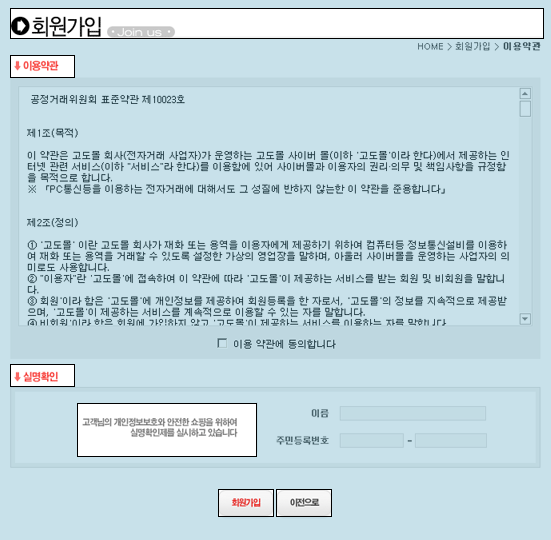 회원가입 • Join us •
HOME > 회원가입 > 이용약관
이용약관
공정거래위원회 표준약관 제10023호
제1조(목적)
이 약관은 고도몰 회사(전자거래 사업자)가 운영하는 고도몰 사이버 몰(이하 '고도몰'이라 한다)에서 제공하는 인
터넷 관련 서비스(이하 "서비스"라 한다)를 이용함에 있어 사이버몰과 이용자의 권리·의무 및 책임사항을 규정함
을 목적으로 합니다.
※ 「PC통신등을 이용하는 전자거래에 대해서도 그 성질에 반하지 않는한 이 약관을 준용합니다」
제2조(정의)
① '고도몰' 이란 고도몰 회사가 재화 또는 용역을 이용자에게 제공하기 위하여 컴퓨터등 정보통신설비를 이용하
여 재화 또는 용역을 거래할 수 있도록 설정한 가상의 영업장을 말하며, 아울러 사이버몰을 운영하는 사업자의 의
미로도 사용합니다.
② "이용자"란 '고도몰'에 접속하여 이 약관에 따라 '고도몰'이 제공하는 서비스를 받는 회원 및 비회원을 말합니
다.
③ 회원'이라 함은 '고도몰'에 개인정보를 제공하여 회원등록을 한 자로서, '고도몰'의 정보를 지속적으로 제공받
으며, '고도몰'이 제공하는 서비스를 계속적으로 이용할 수 있는 자를 말합니다.
④ 비회원'이라 함은 회원에 가입하지 않고 '고도몰'이 제공하는 서비스를 이용하는 자를 말합니다.
이용 약관에 동의합니다
실명확인
고객님의 개인정보보호와 안전한 쇼핑을 위하여
실명확인제를 실시하고 있습니다
이름
주민등록번호 -
회원가입 이전으로